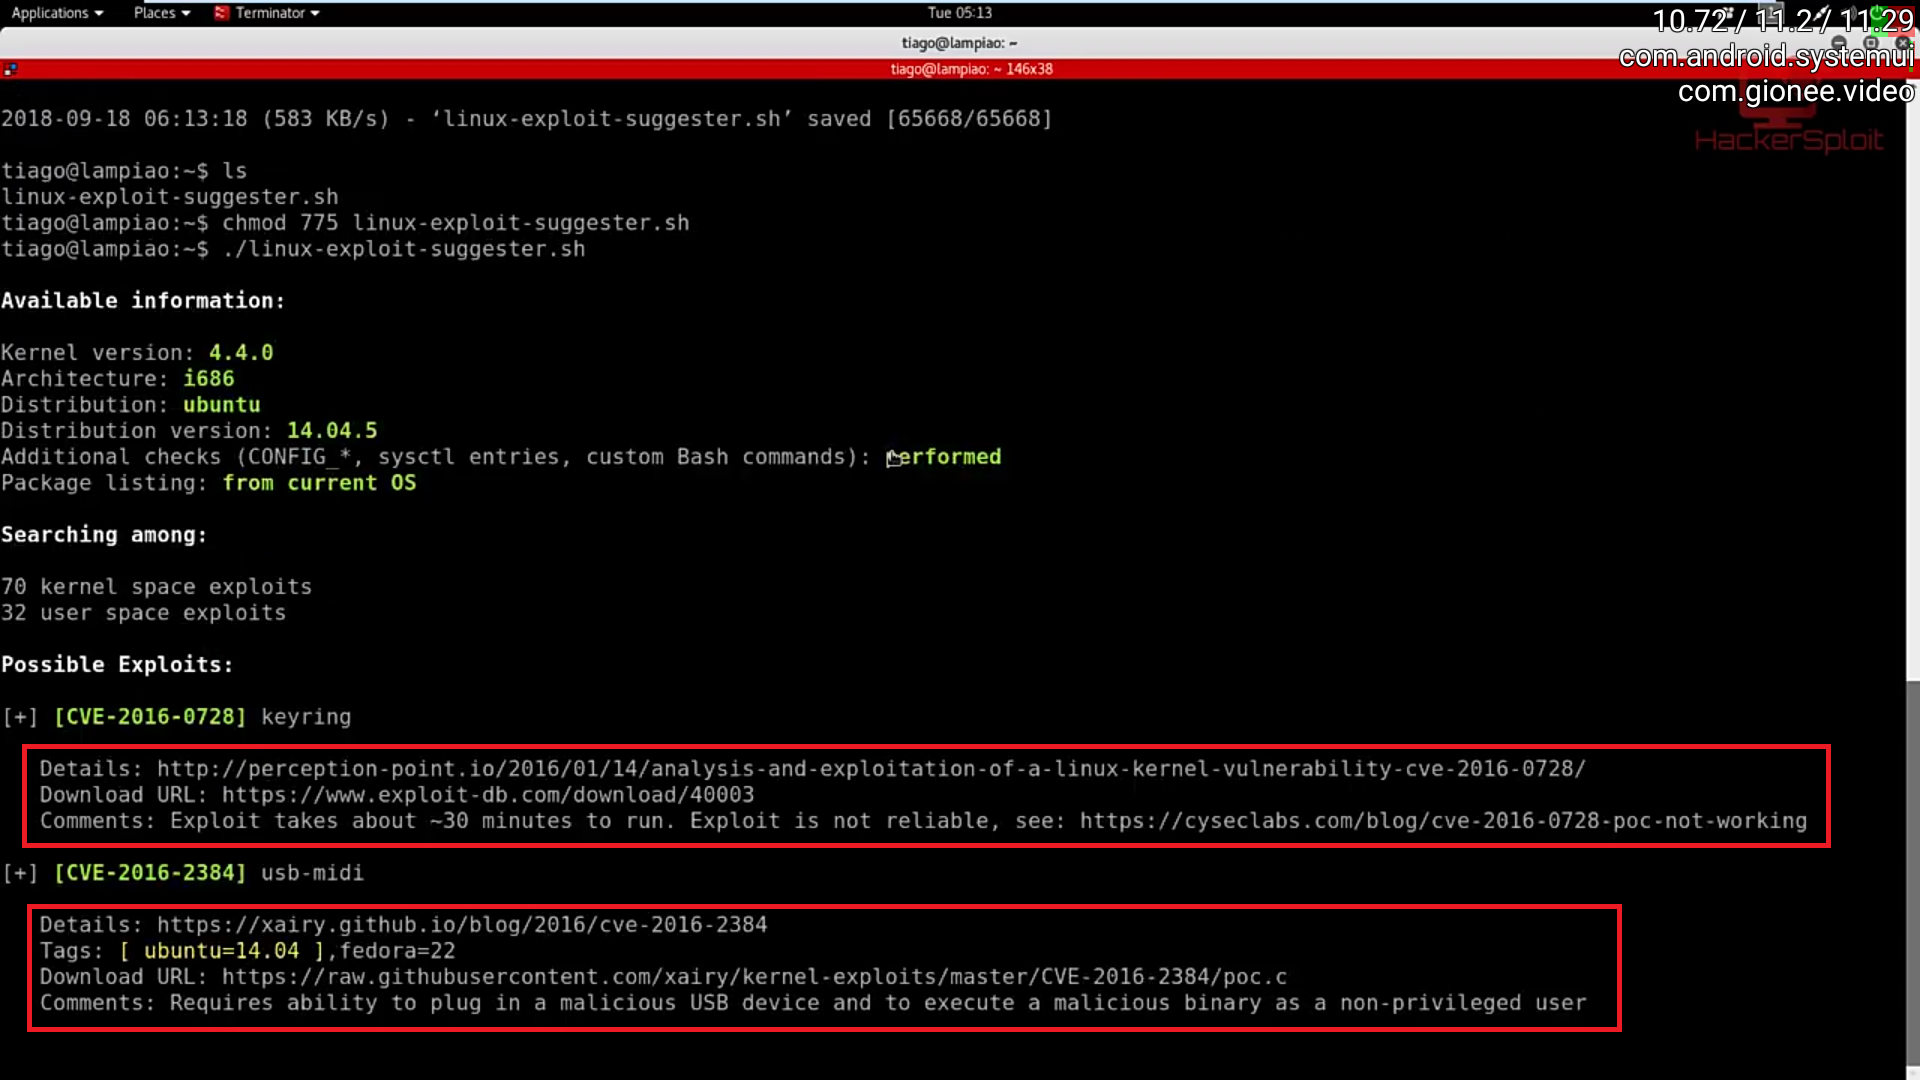 Applications Places Terminator Tue 05:13
10.72 / 11.2 / 11.29
tiago@lampiao: ~
com.android.systemui
tiago@lampiao: ~ 146x38
com.gionee.video
HackerSploit
2018-09-18 06:13:18 (583 KB/s) - ‘linux-exploit-suggester.sh’ saved [65668/65668]
tiago@lampiao:~$ ls
linux-exploit-suggester.sh
tiago@lampiao:~$ chmod 775 linux-exploit-suggester.sh
tiago@lampiao:~$ ./linux-exploit-suggester.sh
Available information:
Kernel version: 4.4.0
Architecture: i686
Distribution: ubuntu
Distribution version: 14.04.5
Additional checks (CONFIG_*, sysctl entries, custom Bash commands): performed
Package listing: from current OS
Searching among:
70 kernel space exploits
32 user space exploits
Possible Exploits:
[+] [CVE-2016-0728] keyring
Details: http://perception-point.io/2016/01/14/analysis-and-exploitation-of-a-linux-kernel-vulnerability-cve-2016-0728/
Download URL: https://www.exploit-db.com/download/40003
Comments: Exploit takes about ~30 minutes to run. Exploit is not reliable, see: https://cyseclabs.com/blog/cve-2016-0728-poc-not-working
[+] [CVE-2016-2384] usb-midi
Details: https://xairy.github.io/blog/2016/cve-2016-2384
Tags: [ ubuntu=14.04 ],fedora=22
Download URL: https://raw.githubusercontent.com/xairy/kernel-exploits/master/CVE-2016-2384/poc.c
Comments: Requires ability to plug in a malicious USB device and to execute a malicious binary as a non-privileged user